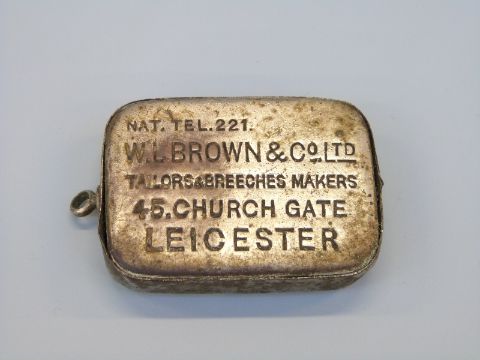 NAT. TEL.221.
W.L.BROWN & Co LTD
TAILORS & BREECHES MAKERS
45. CHURCH GATE
LEICESTER